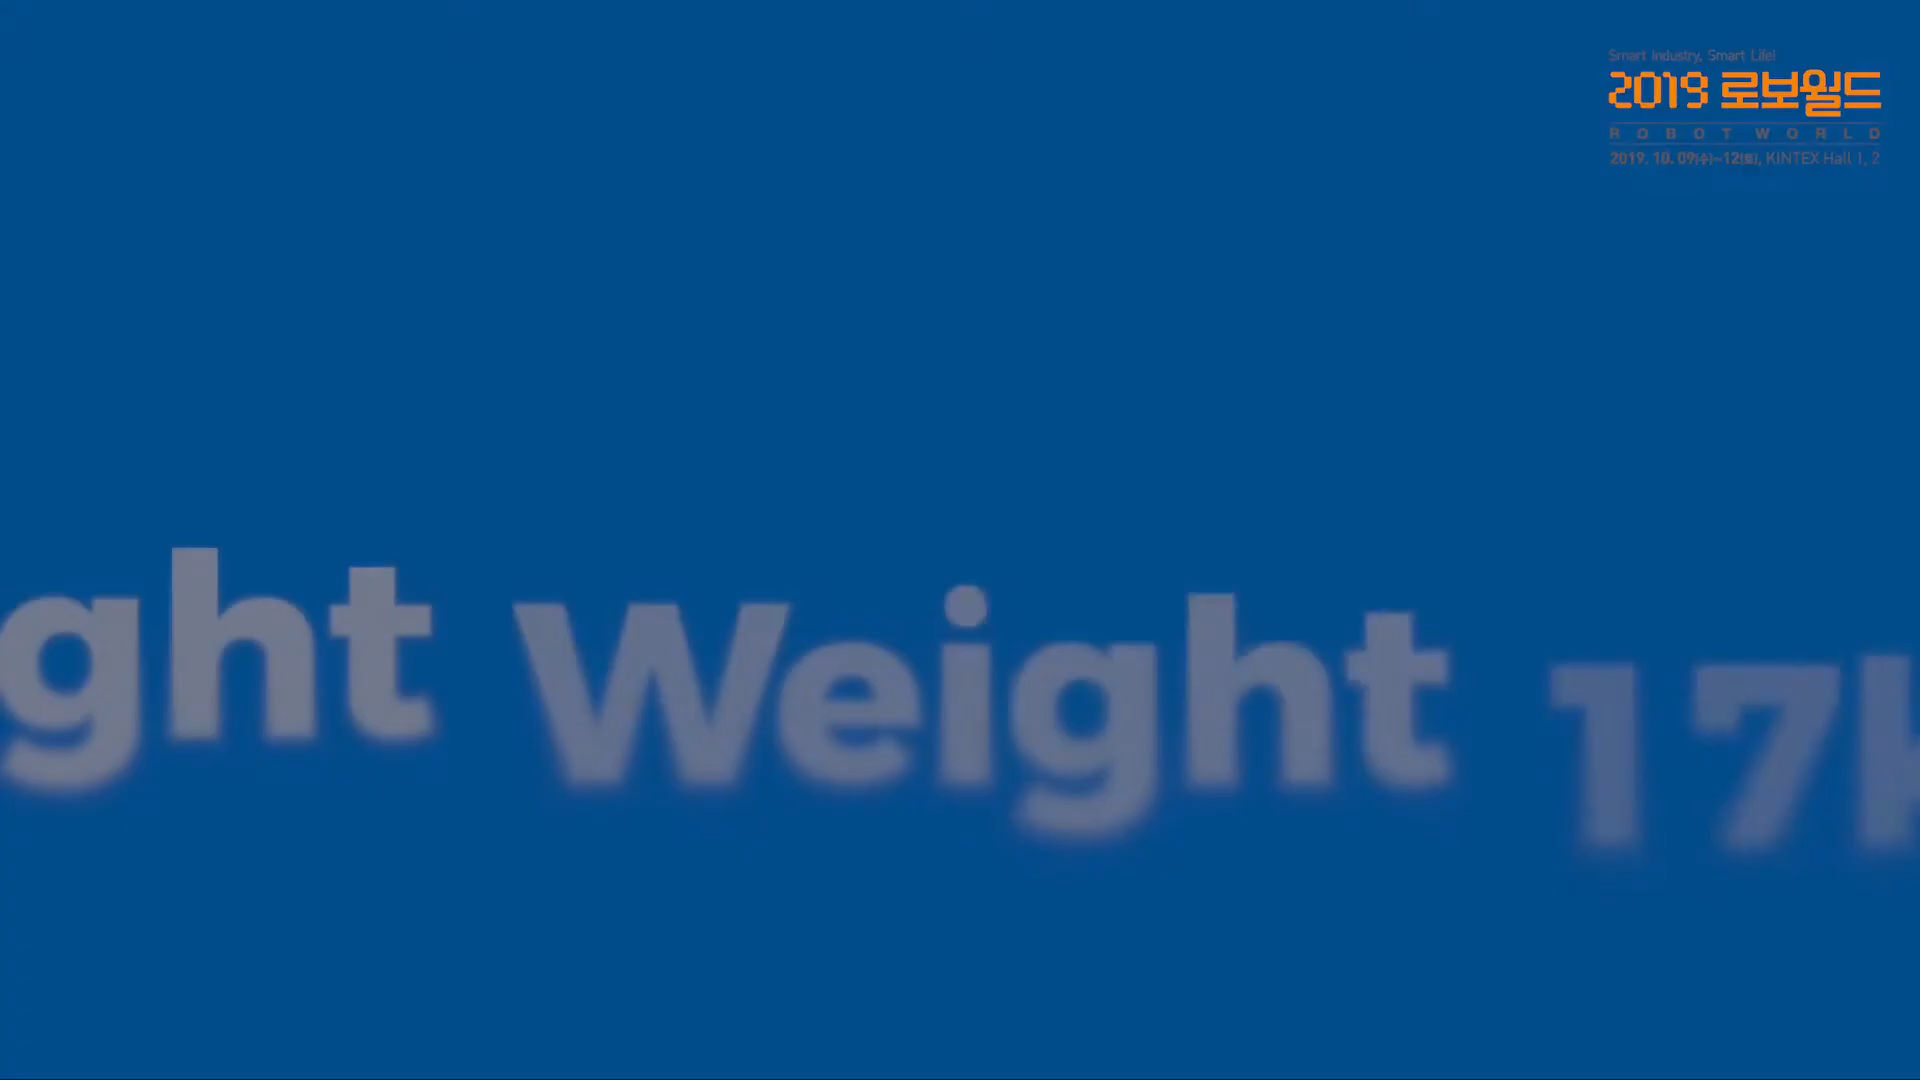 Smart Industry, Smart Life!
2019 로보월드
ROBOT WORLD
2019. 10. 09(수)~12(토), KINTEX Hall 1, 2
ght Weight 17k